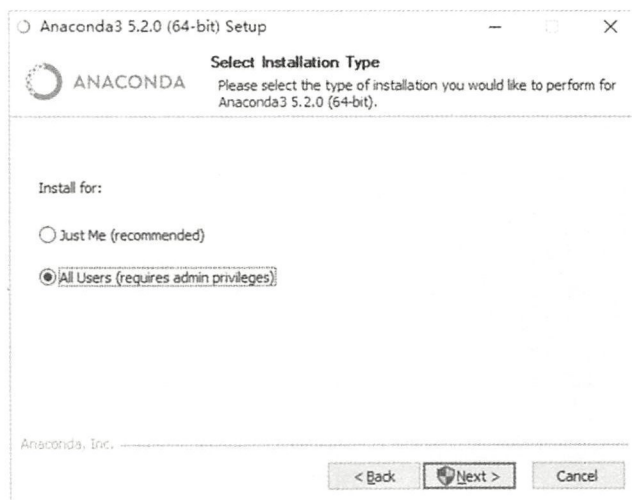 Anaconda3 5.2.0 (64-bit) Setup
ANACONDA
Select Installation Type
Please select the type of installation you would like to perform for
Anaconda3 5.2.0 (64-bit).
Install for:
Just Me (recommended)
All Users (requires admin privileges)
Anaconda, Inc.
< Back
Next >
Cancel